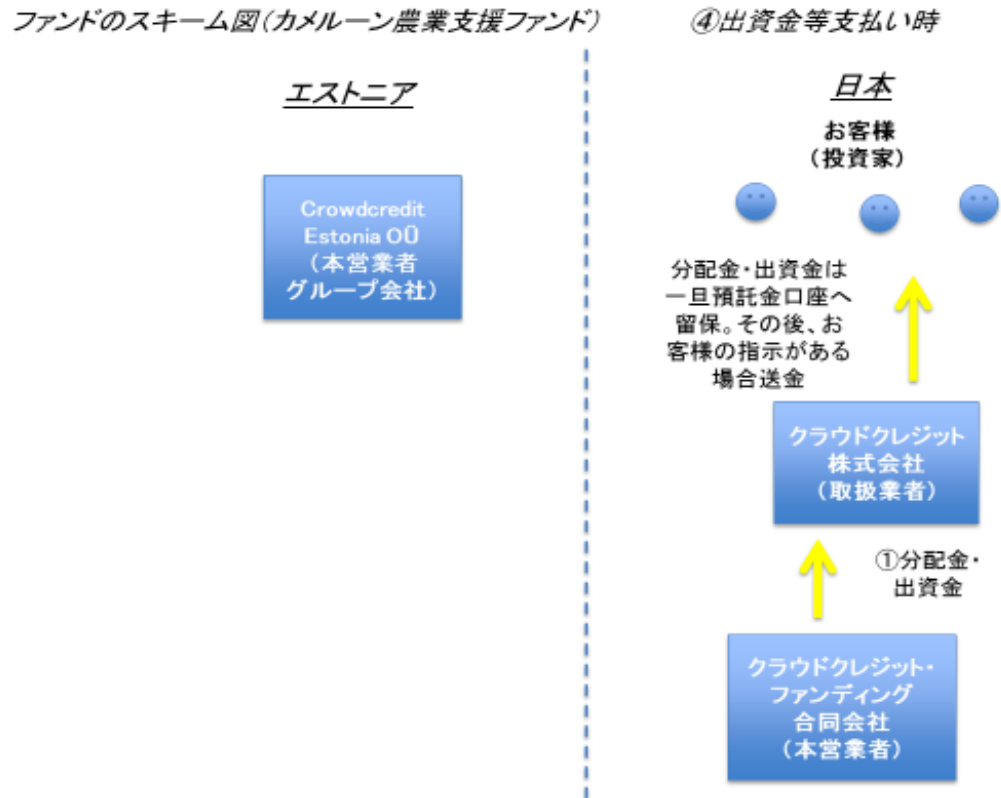 ファンドのスキーム図(カメルーン農業支援ファンド)
④出資金等支払い時
エストニア
Crowdcredit
Estonia OÜ
(本営業者
グループ会社)
日本
お客様
(投資家)
分配金・出資金は
一旦預託金口座へ
留保。その後、お
客様の指示がある
場合送金
クラウドクレジット
株式会社
(取扱業者)
①分配金・
出資金
クラウドクレジット・
ファンディング
合同会社
(本営業者)